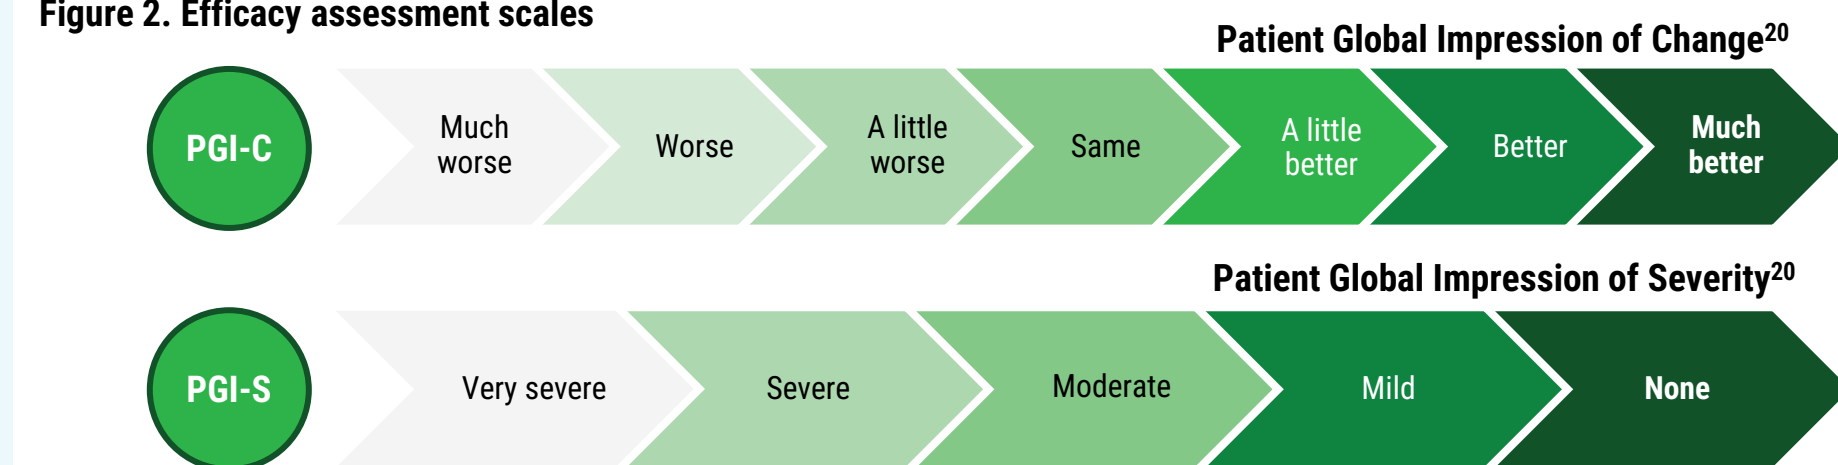 Figure 2. Efficacy assessment scales
Patient Global Impression of Change20
PGI-C
Much
worse
Worse
A little
worse
Same
A little
better
Better
Much
better
Patient Global Impression of Severity20
PGI-S
Very severe
Severe
Moderate
Mild
None